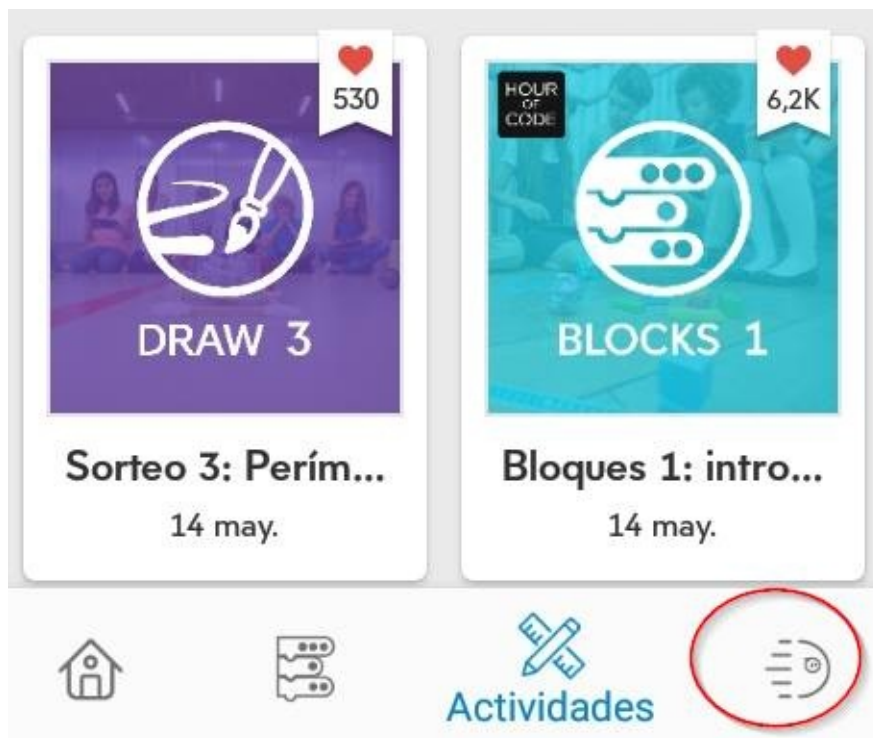 530
HOUR
OF
CODE
6,2K
DRAW 3
BLOCKS 1
Sorteo 3: Perím...
14 may.
Bloques 1: intro...
14 may.
Actividades